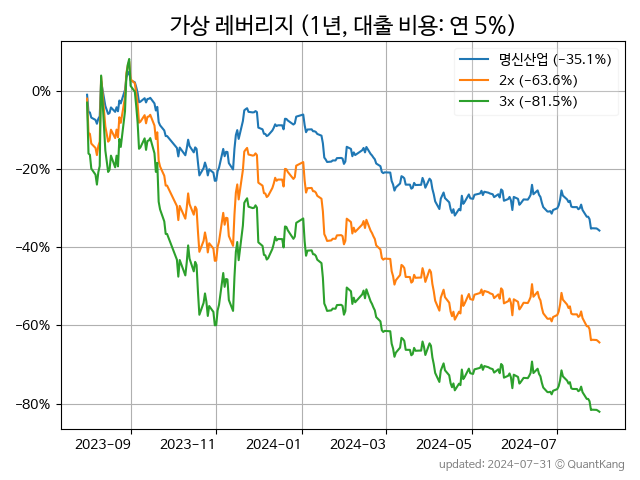 가상 레버리지 (1년, 대출 비용: 연 5%)
명신산업 (−35.1%)
2x (−63.6%)
3x (−81.5%)
0%
−20%
−40%
−60%
−80%
2023−09
2023−11
2024−01
2024−03
2024−05
2024−07
updated: 2024-07-31 © QuantKang